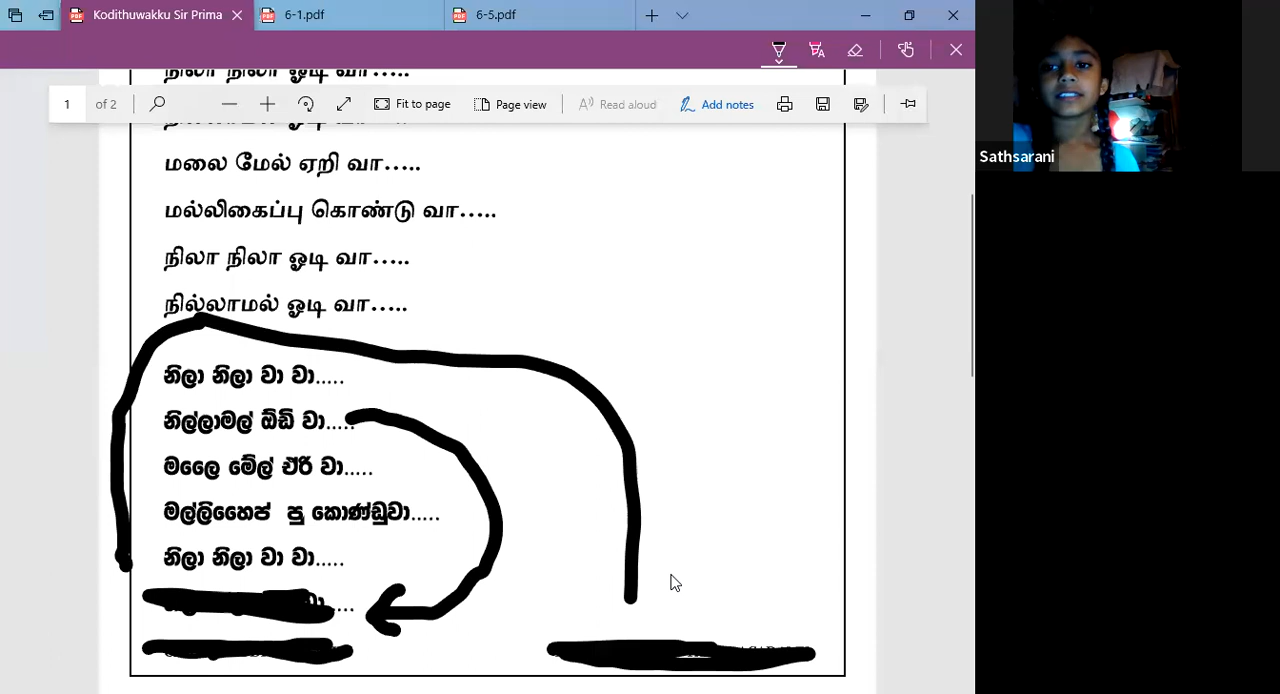 Kodithuwakku Sir Prima
6-1.pdf
6-5.pdf
1 of 2
Fit to page
Page view
Read aloud
Add notes
நிலா நிலா ஓடி வா.....
மலை மேல் ஏறி வா.....
மல்லிகைப்பு கொண்டு வா.....
நிலா நிலா ஓடி வா.....
நில்லாமல் ஓடி வா.....
නිලා නිලා වා වා.....
නිල්ලාමල් ඕඩි වා.....
මලෛ මේල් ඒරි වා.....
මල්ලිහෛප් පූ කොණ්ඩුවා.....
නිලා නිලා වා වා.....
Sathsarani